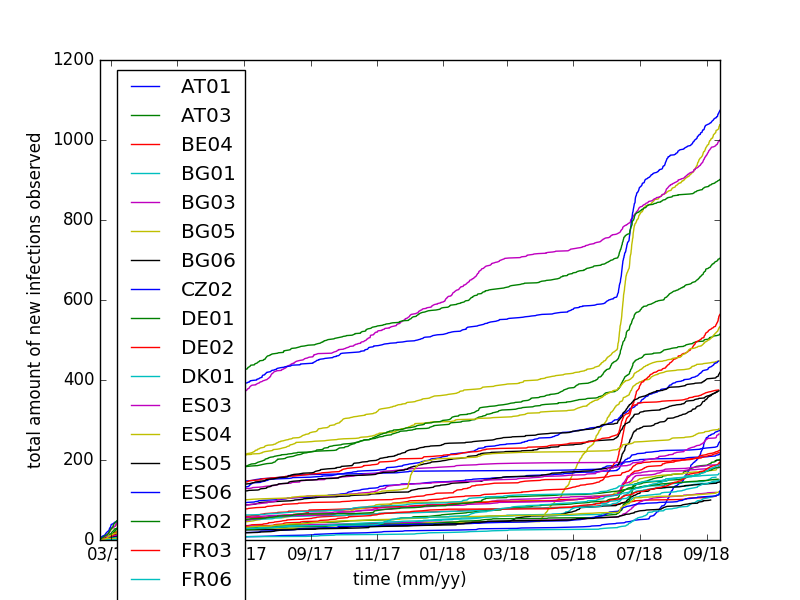 1200
1000
800
600
400
200
0
total amount of new infections observed
AT01
AT03
BE04
BG01
BG03
BG05
BG06
CZ02
DE01
DE02
DK01
ES03
ES04
ES05
ES06
FR02
FR03
FR06
03/1 17 09/17 11/17 01/18 03/18 05/18 07/18 09/18
time (mm/yy)